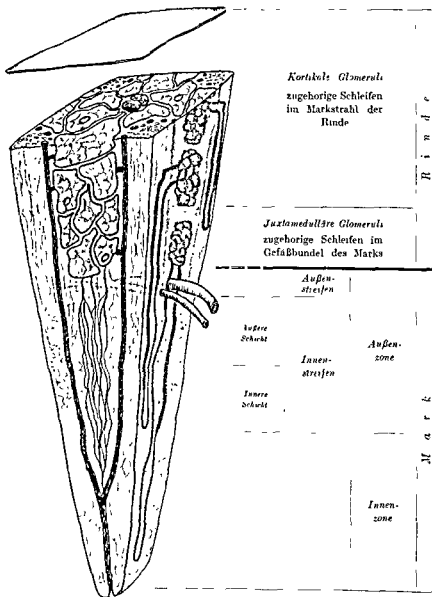 Kortikale Glomeruli
zugehorige Schleifen
im Markstrahl der
Rinde
Rinde
Juxtamedulläre Glomeruli
zugehorige Schleifen im
Gefäßbundel des Marks
Außen-
streifen
äußere
Schicht
Innen-
streifen
Außen-
zone
Innere
Schicht
Mark
Innen-
zone